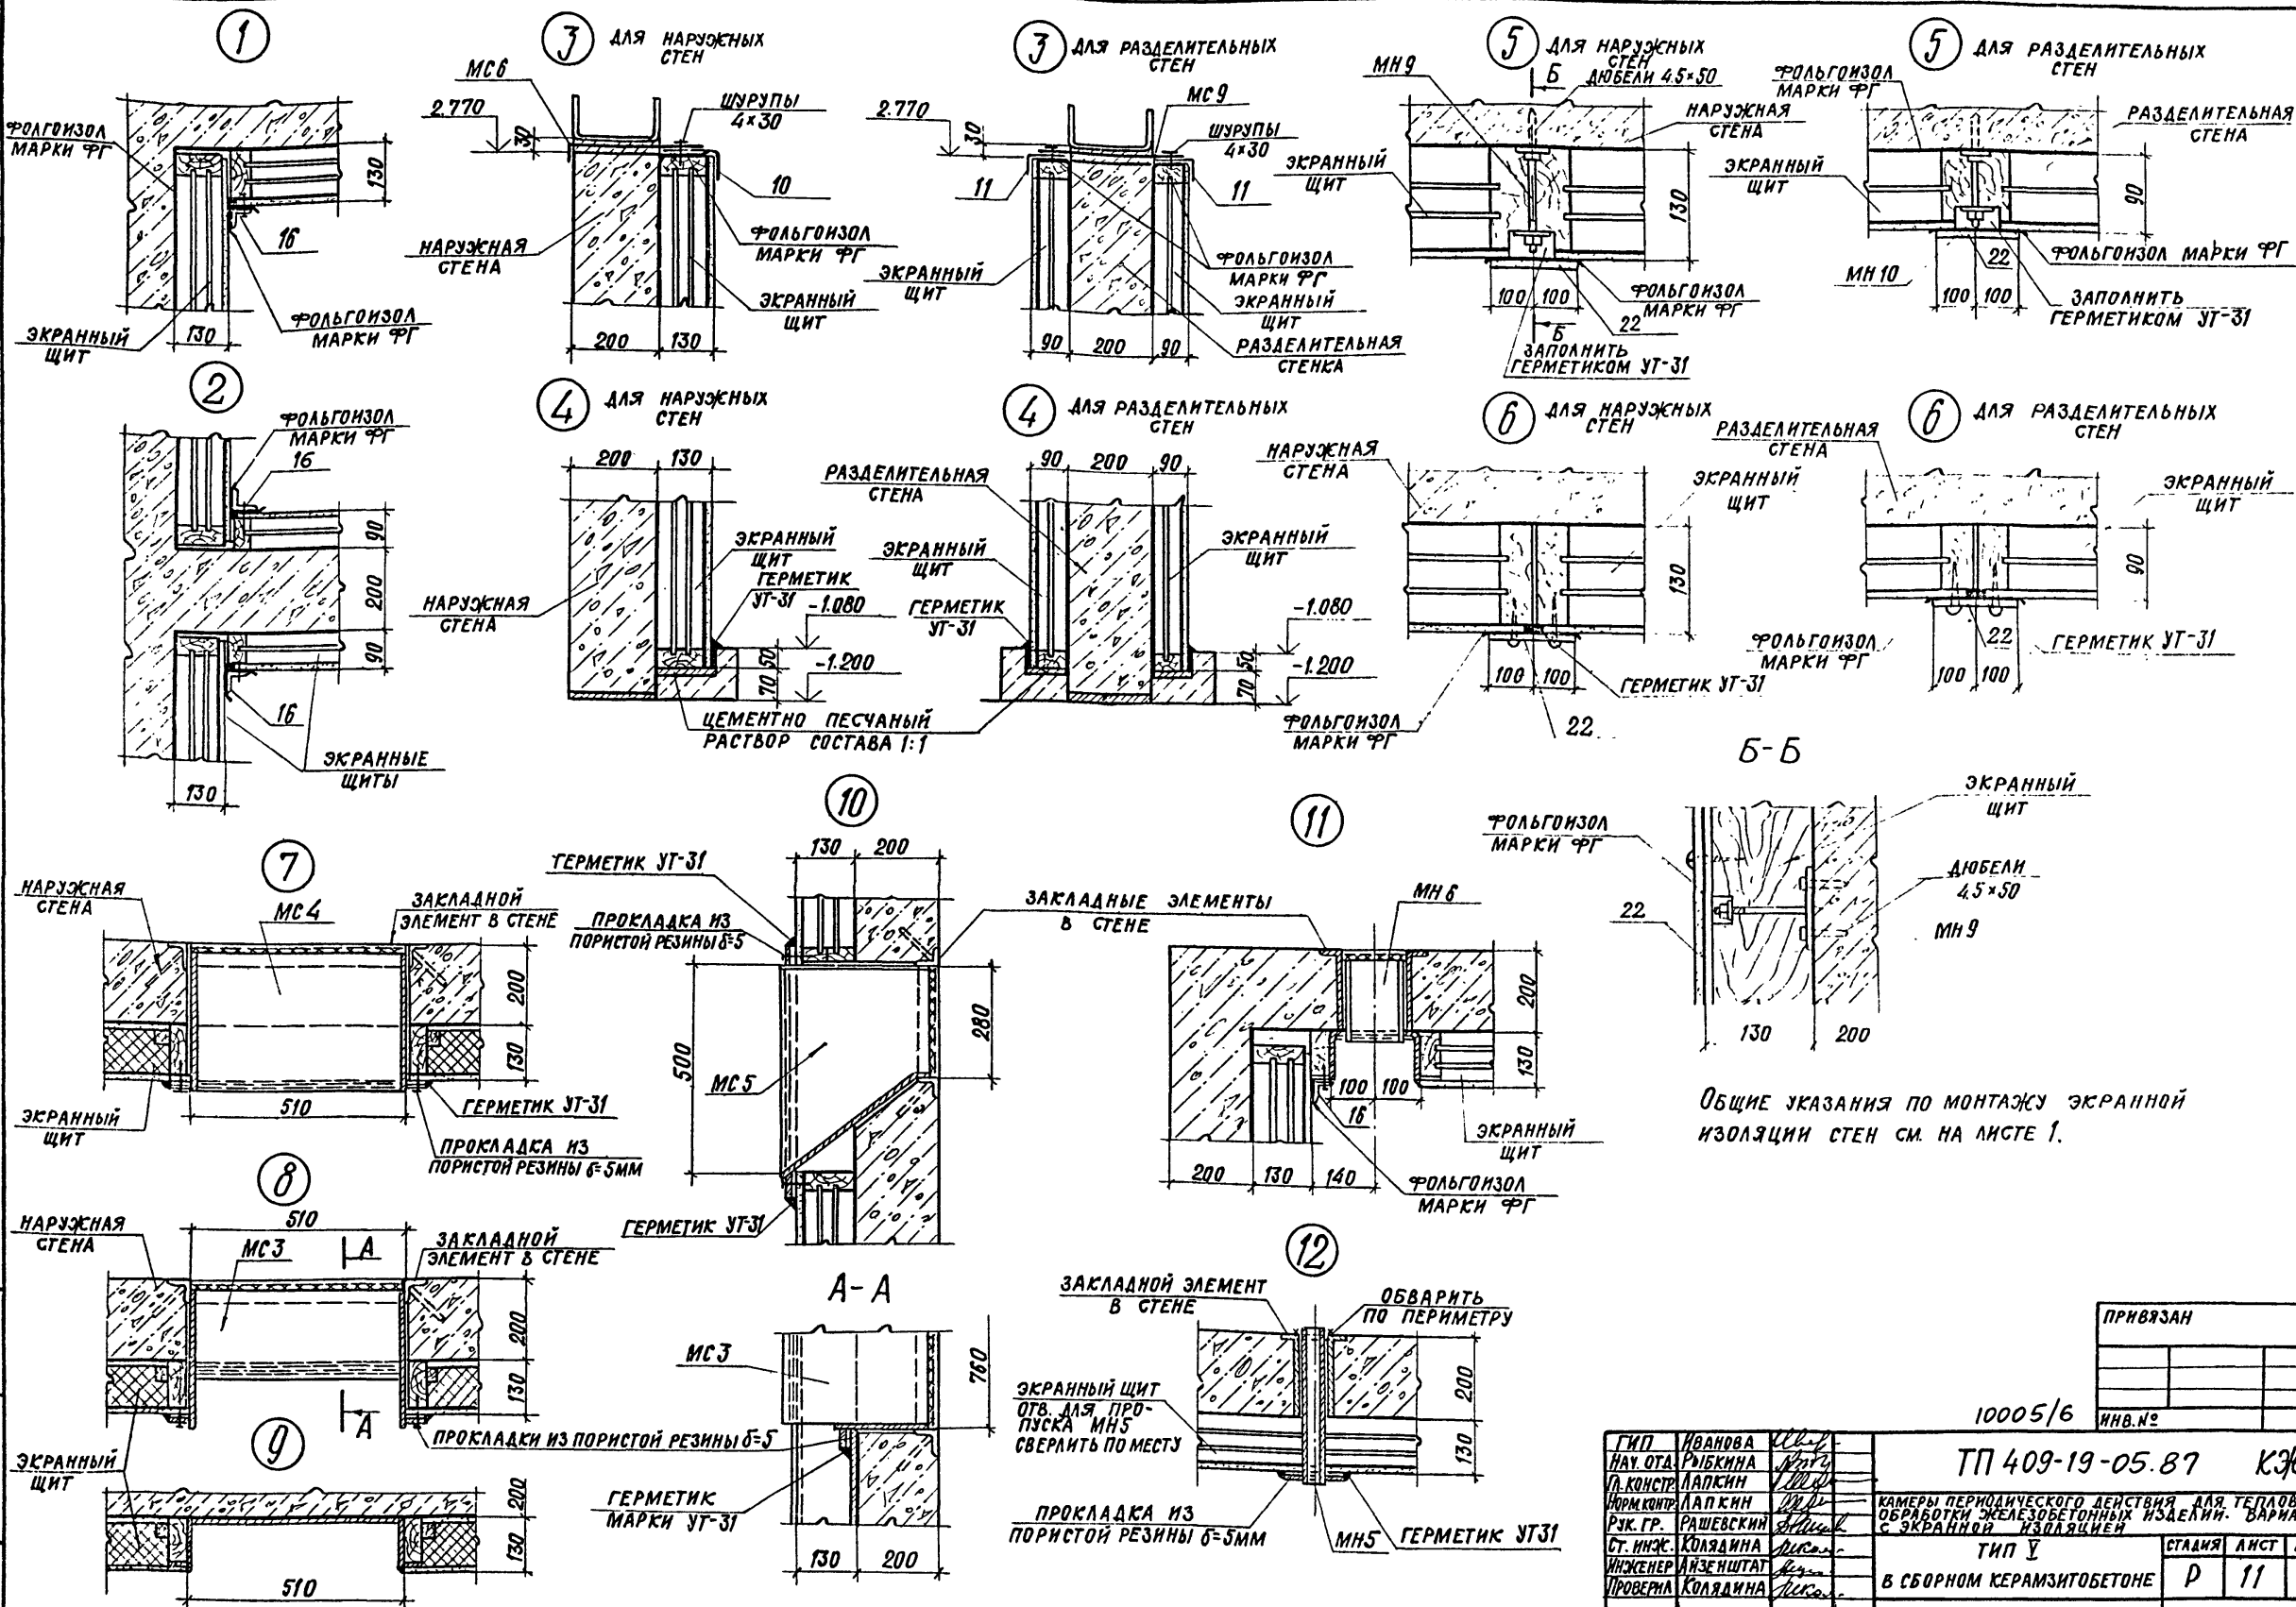 1
ФОЛГОИЗОЛ
МАРКИ ФГ
130
16
ФОЛЬГОИЗОЛ
МАРКИ ФГ
ЭКРАННЫЙ
ЩИТ
130
3
ДЛЯ НАРУЖНЫХ
СТЕН
МС6
2.770
30
ШУРУПЫ
4×30
10
ФОЛЬГОИЗОЛ
МАРКИ ФГ
НАРУЖНАЯ
СТЕНА
ЭКРАННЫЙ
ЩИТ
200
130
3
ДЛЯ РАЗДЕЛИТЕЛЬНЫХ
СТЕН
2.770
30
МС9
ШУРУПЫ
4×30
11
11
ЭКРАННЫЙ
ЩИТ
ФОЛЬГОИЗОЛ
МАРКИ ФГ
ЭКРАННЫЙ
ЩИТ
РАЗДЕЛИТЕЛЬНАЯ
СТЕНКА
90
200
90
5
ДЛЯ НАРУЖНЫХ
СТЕН
ДЮБЕЛИ 4.5×50
МН9
Б
НАРУЖНАЯ
СТЕНА
ЭКРАННЫЙ
ЩИТ
130
100
100
ФОЛЬГОИЗОЛ
МАРКИ ФГ
22
Б
ЗАПОЛНИТЬ
ГЕРМЕТИКОМ УТ-31
5
ДЛЯ РАЗДЕЛИТЕЛЬНЫХ
СТЕН
ФОЛЬГОИЗОЛ
МАРКИ ФГ
РАЗДЕЛИТЕЛЬНАЯ
СТЕНА
ЭКРАННЫЙ
ЩИТ
90
22
ФОЛЬГОИЗОЛ МАРКИ ФГ
МН10
100
100
ЗАПОЛНИТЬ
ГЕРМЕТИКОМ УТ-31
2
ФОЛЬГОИЗОЛ
МАРКИ ФГ
16
90
200
90
16
ЭКРАННЫЕ
ЩИТЫ
130
4
ДЛЯ НАРУЖНЫХ
СТЕН
200
130
ЭКРАННЫЙ
ЩИТ
ГЕРМЕТИК
УТ-31
-1.080
НАРУЖНАЯ
СТЕНА
50
-1.200
70
ЦЕМЕНТНО ПЕСЧАНЫЙ
РАСТВОР СОСТАВА 1:1
4
ДЛЯ РАЗДЕЛИТЕЛЬНЫХ
СТЕН
90
200
90
РАЗДЕЛИТЕЛЬНАЯ
СТЕНА
ЭКРАННЫЙ
ЩИТ
ЭКРАННЫЙ
ЩИТ
ГЕРМЕТИК
УТ-31
-1.080
50
-1.200
70
6
ДЛЯ НАРУЖНЫХ
СТЕН
НАРУЖНАЯ
СТЕНА
ЭКРАННЫЙ
ЩИТ
130
100
100
ГЕРМЕТИК УТ-31
ФОЛЬГОИЗОЛ
МАРКИ ФГ
22
6
ДЛЯ РАЗДЕЛИТЕЛЬНЫХ
СТЕН
РАЗДЕЛИТЕЛЬНАЯ
СТЕНА
ЭКРАННЫЙ
ЩИТ
90
ФОЛЬГОИЗОЛ
МАРКИ ФГ
22
ГЕРМЕТИК УТ-31
100
100
7
НАРУЖНАЯ
СТЕНА
МС4
ЗАКЛАДНОЙ
ЭЛЕМЕНТ В СТЕНЕ
200
130
510
ГЕРМЕТИК УТ-31
ЭКРАННЫЙ
ЩИТ
ПРОКЛАДКА ИЗ
ПОРИСТОЙ РЕЗИНЫ δ=5ММ
10
130
200
ГЕРМЕТИК УТ-31
ПРОКЛАДКА ИЗ
ПОРИСТОЙ РЕЗИНЫ δ=5
500
МС5
280
ГЕРМЕТИК УТ-31
11
ЗАКЛАДНЫЕ ЭЛЕМЕНТЫ
В СТЕНЕ
МН6
200
130
100
100
16
ЭКРАННЫЙ
ЩИТ
200
130
140
ФОЛЬГОИЗОЛ
МАРКИ ФГ
Б-Б
ЭКРАННЫЙ
ЩИТ
ФОЛЬГОИЗОЛ
МАРКИ ФГ
ДЮБЕЛИ
4.5×50
22
МН9
130
200
ОБЩИЕ УКАЗАНИЯ ПО МОНТАЖУ ЭКРАННОЙ
ИЗОЛЯЦИИ СТЕН СМ. НА ЛИСТЕ 1.
8
НАРУЖНАЯ
СТЕНА
510
МС3
А
ЗАКЛАДНОЙ
ЭЛЕМЕНТ В СТЕНЕ
200
130
А
ПРОКЛАДКИ ИЗ ПОРИСТОЙ РЕЗИНЫ δ=5
9
ЭКРАННЫЙ
ЩИТ
200
130
510
А-А
МС3
760
ГЕРМЕТИК
МАРКИ УТ-31
130
200
12
ЗАКЛАДНОЙ ЭЛЕМЕНТ
В СТЕНЕ
ОБВАРИТЬ
ПО ПЕРИМЕТРУ
ЭКРАННЫЙ ЩИТ
ОТВ. ДЛЯ ПРО-
ПУСКА МН5
СВЕРЛИТЬ ПО МЕСТУ
200
130
ПРОКЛАДКА ИЗ
ПОРИСТОЙ РЕЗИНЫ δ=5ММ
МН5
ГЕРМЕТИК УТ31
ПРИВЯЗАН
ИНВ.№
10005/6
ГИП ИВАНОВА
НАЧ. ОТД. РЫБКИНА
ГЛ.КОНСТР. ЛАПКИН
НОРМ.КОНТР. ЛАПКИН
РУК. ГР. РАШЕВСКИЙ
СТ. ИНЖ. КОЛЯДИНА
ИНЖЕНЕР АЙЗЕНШТАТ
ПРОВЕРИЛ КОЛЯДИНА
ТП 409-19-05.87
КАМЕРЫ ПЕРИОДИЧЕСКОГО ДЕЙСТВИЯ ДЛЯ ТЕПЛОВ
ОБРАБОТКИ ЖЕЛЕЗОБЕТОННЫХ ИЗДЕЛИЙ. ВАРИА
С ЭКРАННОЙ ИЗОЛЯЦИЕЙ
ТИП V
В СБОРНОМ КЕРАМЗИТОБЕТОНЕ
СТАДИЯ ЛИСТ
Р 11